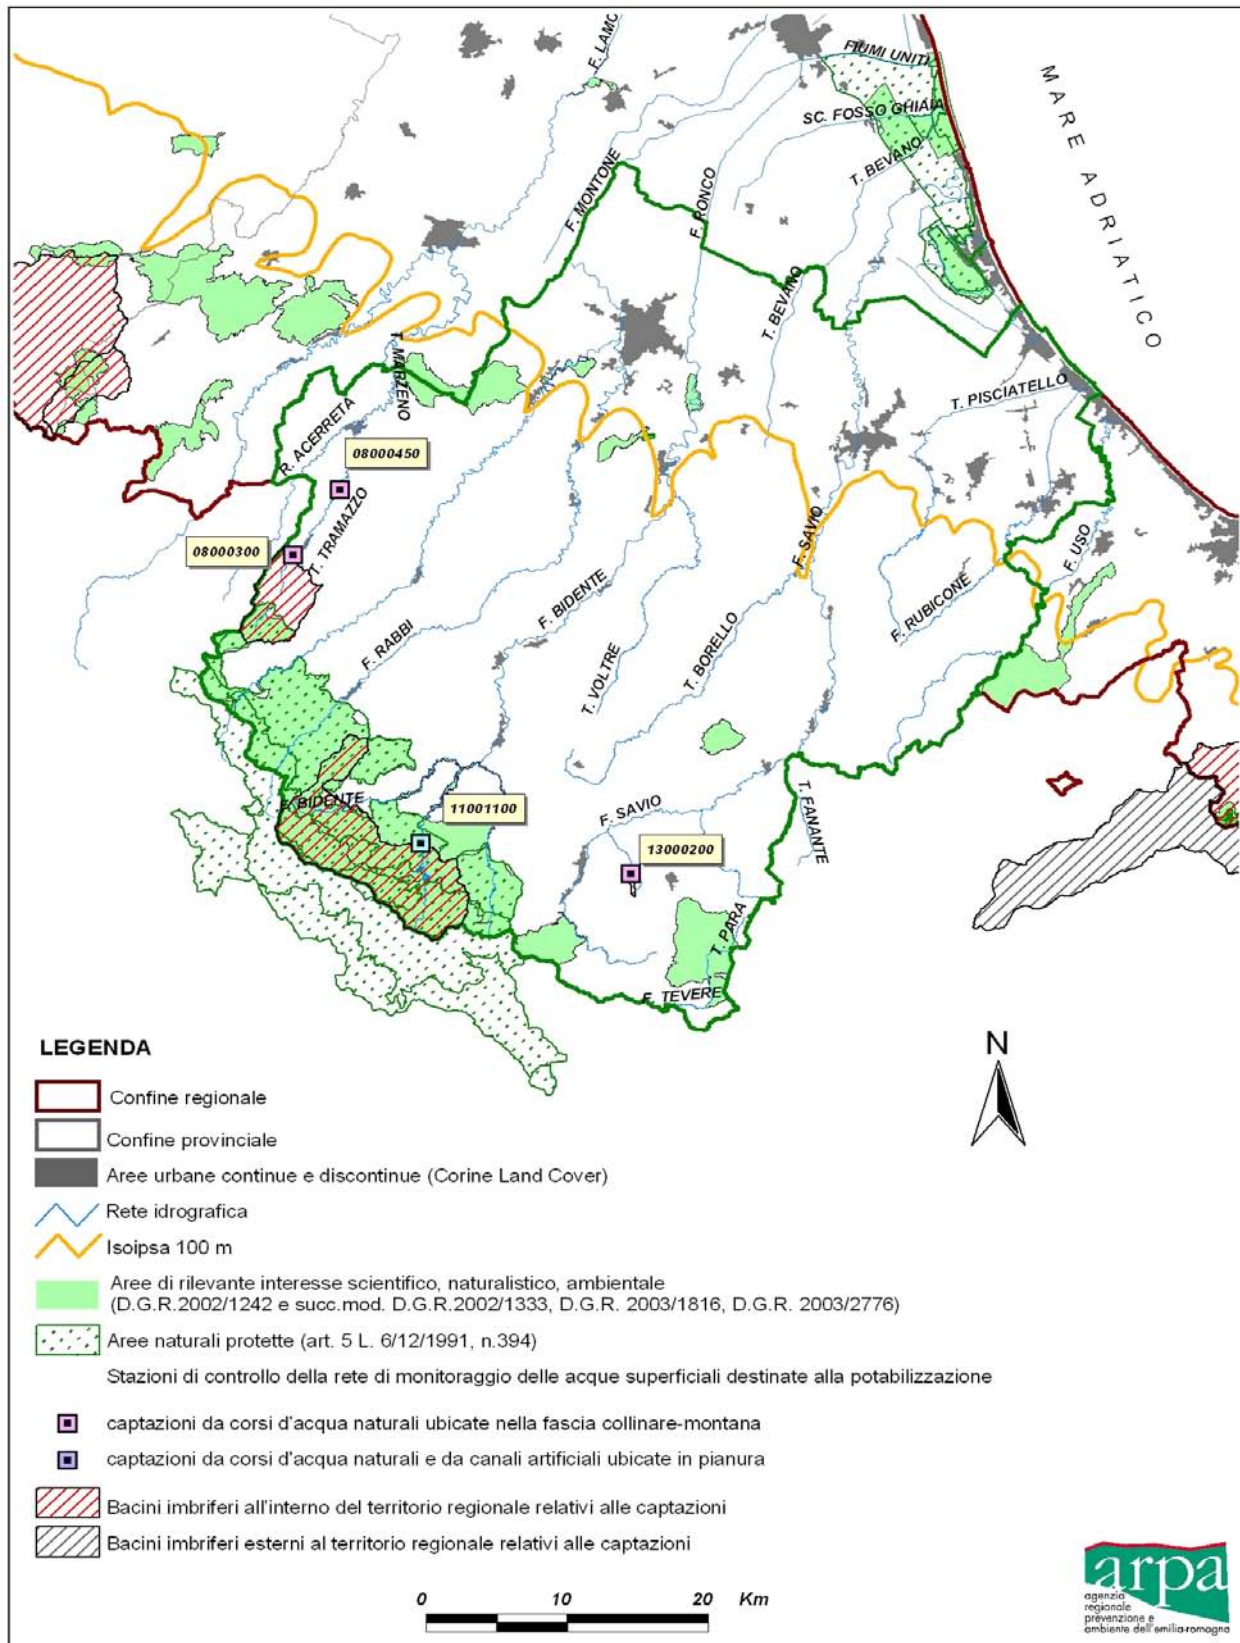 F. LAMO
FIUMI UNITI
SC. FOSSO GHIAIA
T. BEVANO
MARE ADRIATICO
F. MONTONE
F. RONCO
T. BEVANO
T. MARZENO
T. PISCIATELLO
R. ACERRETA
08000450
T. TRAMAZZO
08000300
F. SAVIO
F. USO
F. BIDENTE
F. RUBICONE
F. RABBI
T. BORELLO
T. VOLTRE
F. BIDENTE
11001100
F. SAVIO
T. FANANTE
13000200
T. PARA
F. TEVERE
LEGENDA
N
Confine regionale
Confine provinciale
Aree urbane continue e discontinue (Corine Land Cover)
Rete idrografica
Isoipsa 100 m
Aree di rilevante interesse scientifico, naturalistico, ambientale
(D.G.R.2002/1242 e succ.mod. D.G.R.2002/1333, D.G.R. 2003/1816, D.G.R. 2003/2776)
Aree naturali protette (art. 5 L. 6/12/1991, n.394)
Stazioni di controllo della rete di monitoraggio delle acque superficiali destinate alla potabilizzazione
captazioni da corsi d'acqua naturali ubicate nella fascia collinare-montana
captazioni da corsi d'acqua naturali e da canali artificiali ubicate in pianura
Bacini imbriferi all'interno del territorio regionale relativi alle captazioni
Bacini imbriferi esterni al territorio regionale relativi alle captazioni
0 10 20 Km
arpa
agenzia
regionale
prevenzione e
ambiente dell'emilia-romagna